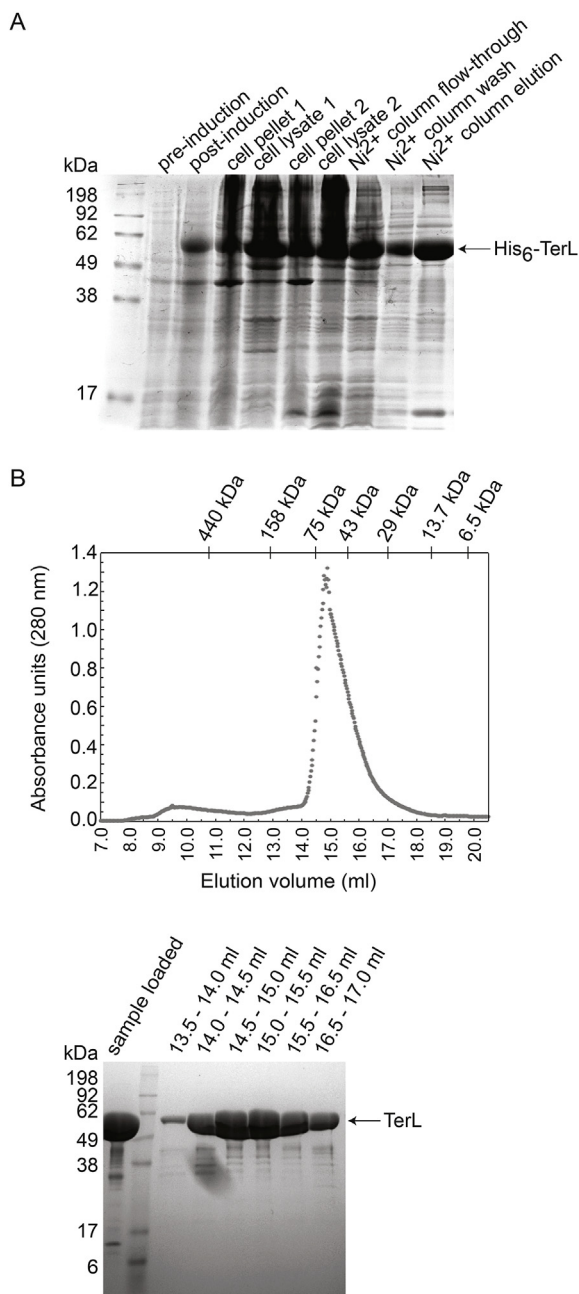 A
pre-induction
post-induction
cell pellet 1
cell lysate 1
cell pellet 2
cell lysate 2
Ni2+ column flow-through
Ni2+ column wash
Ni2+ column elution
kDa
198
92
62
49
38
17
His6-TerL
B
440 kDa
158 kDa
75 kDa
43 kDa
29 kDa
13.7 kDa
6.5 kDa
1.4
1.2
1.0
0.8
0.6
0.4
0.2
0.0
Absorbance units (280 nm)
7.0 8.0 9.0 10.0 11.0 12.0 13.0 14.0 15.0 16.0 17.0 18.0 19.0 20.0
Elution volume (ml)
sample loaded
13.5 - 14.0 ml
14.0 - 14.5 ml
14.5 - 15.0 ml
15.0 - 15.5 ml
15.5 - 16.5 ml
16.5 - 17.0 ml
kDa
198
92
62
49
38
17
6
TerL